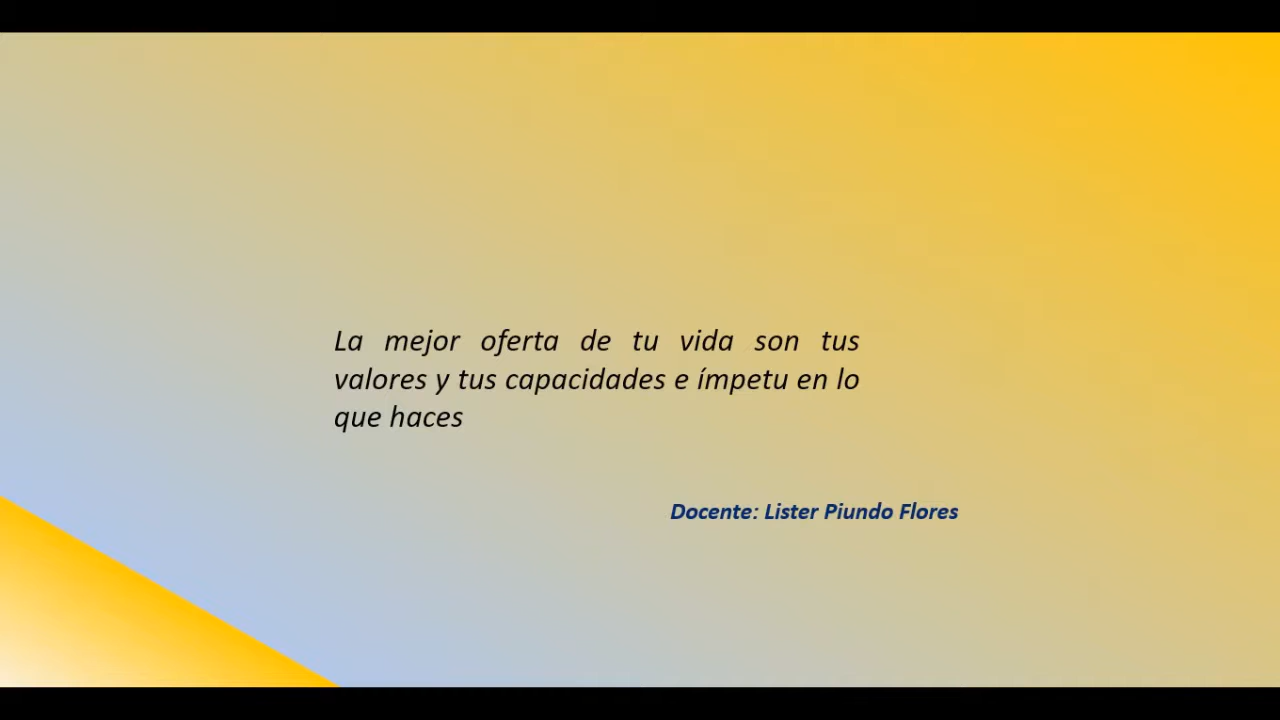 La mejor oferta de tu vida son tus
valores y tus capacidades e ímpetu en lo
que haces
Docente: Lister Piundo Flores